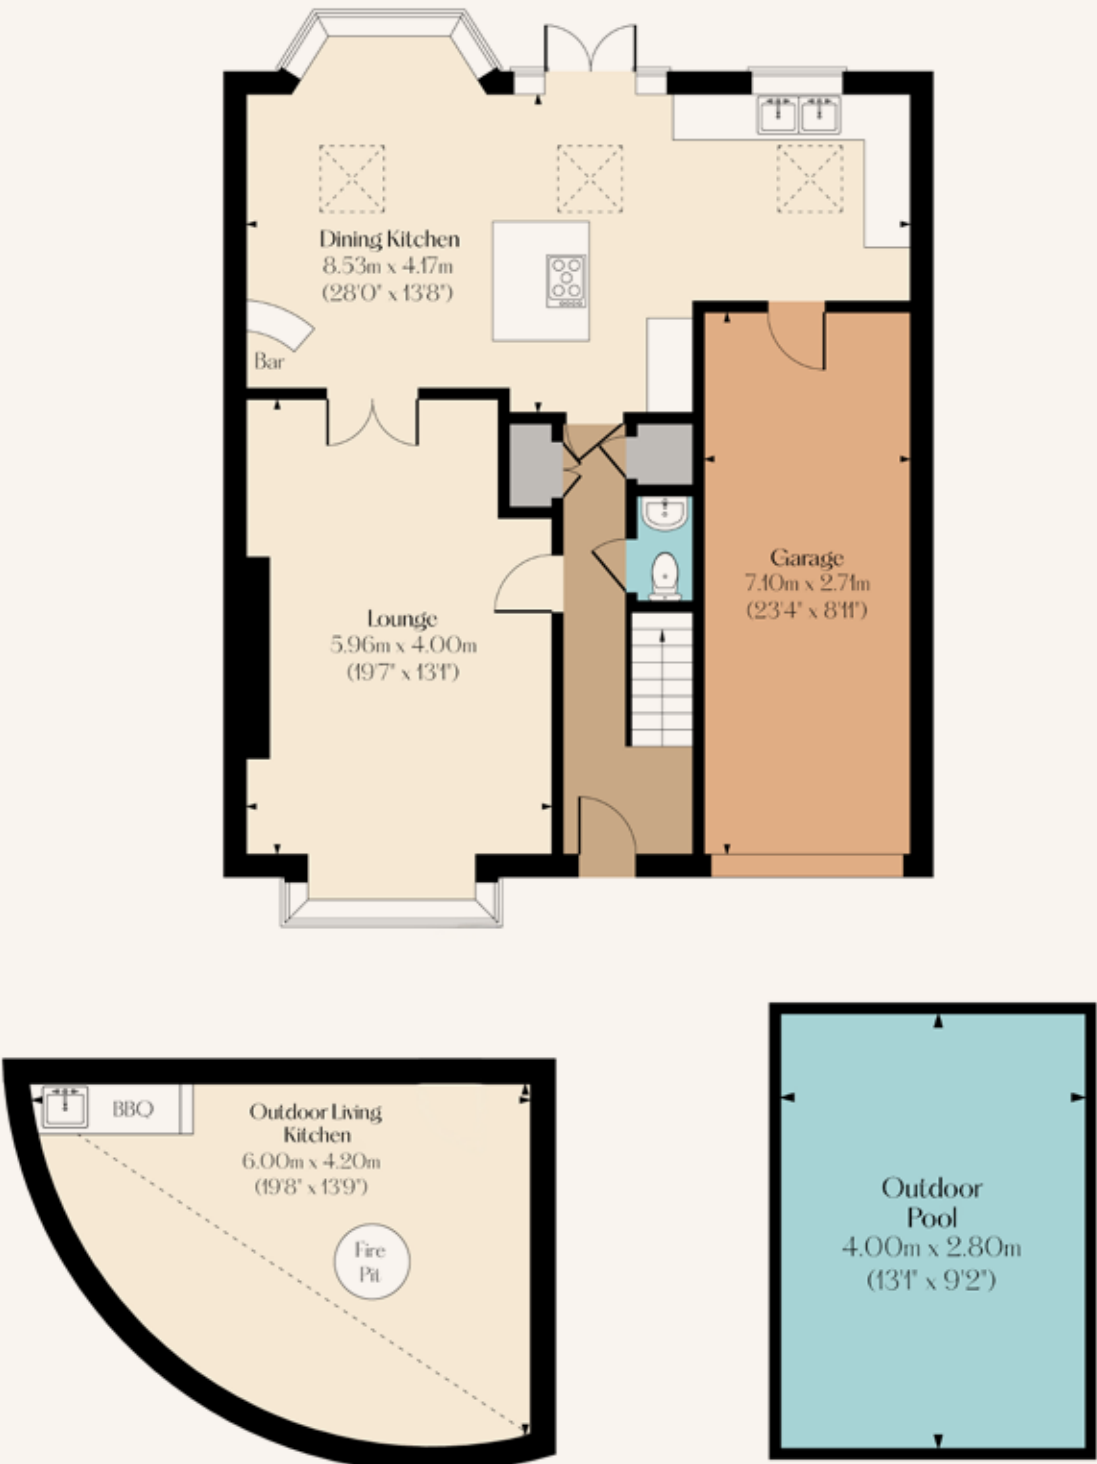 Dining Kitchen
8.53m x 4.17m
(28'0" x 13'8")
Bar
Lounge
5.96m x 4.00m
(19'7" x 13'1")
Garage
7.10m x 2.71m
(23'4" x 8'11")
BBQ
Outdoor Living
Kitchen
6.00m x 4.20m
(19'8" x 13'9")
Fire
Pit
Outdoor
Pool
4.00m x 2.80m
(13'1" x 9'2")